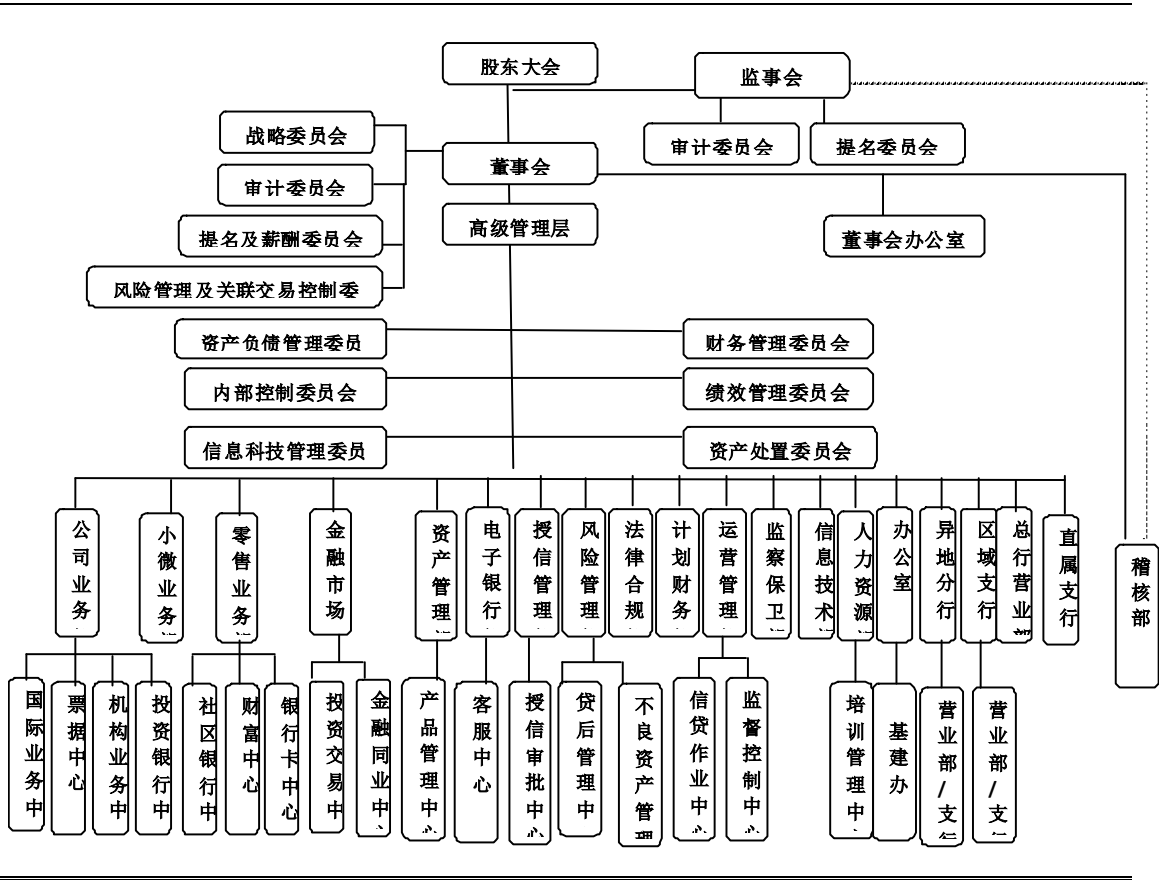 股东大会
监事会
战略委员会
审计委员会
提名委员会
董事会
审计委员会
提名及薪酬委员会
高级管理层
董事会办公室
风险管理及关联交易控制委
资产负债管理委员
财务管理委员会
内部控制委员会
绩效管理委员会
信息科技管理委员
资产处置委员会
公司业务
小微业务
零售业务
金融市场
资产管理
电子银行
授信管理
风险管理
法律合规
计划财务
运营管理
监察保卫
信息技术
人力资源
办公室
异地分行
区域支行
总行营业部
直属支行
稽核部
国际业务中
票据中心
机构业务中
投资银行中
社区银行中
财富中心
银行卡中心
投资交易中
金融同业中
产品管理中心
客服中心
授信审批中心
贷后管理中
不良资产管理
信贷作业中心
监督控制中心
培训管理中
基建办
营业部/支行
营业部/支行